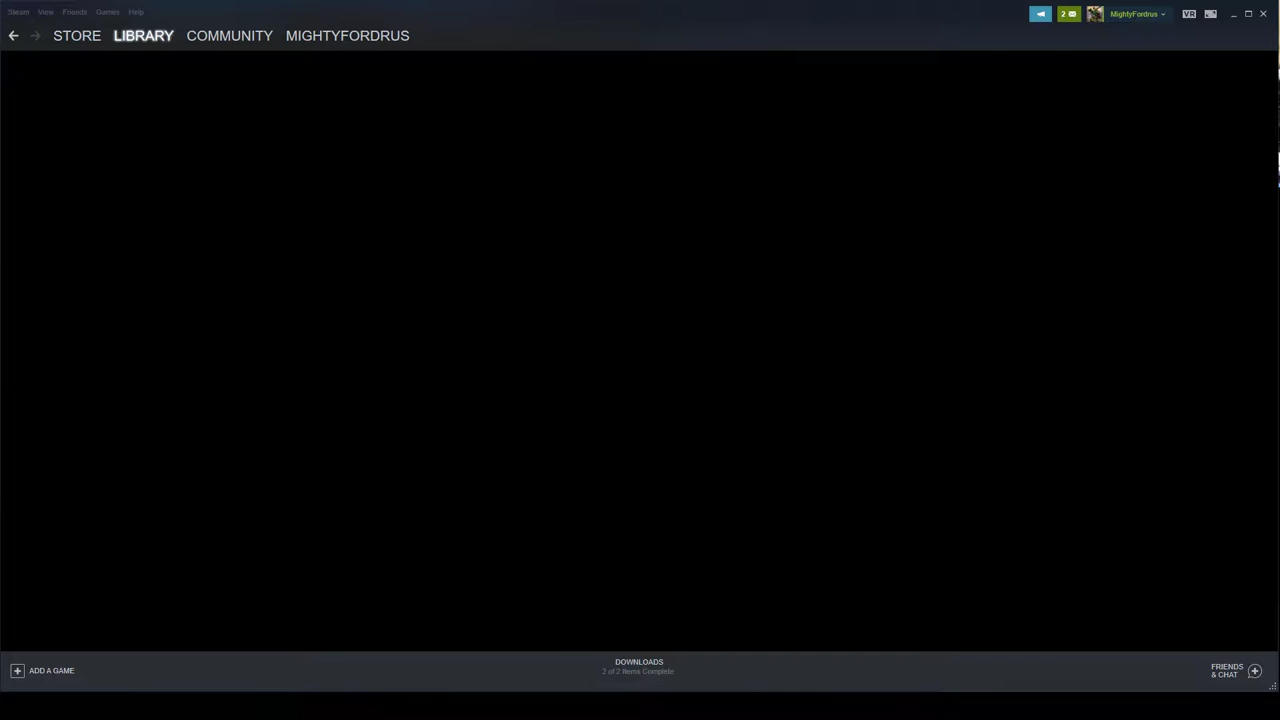 Steam View Friends Games Help
2 MightyFordrus VR
STORE LIBRARY COMMUNITY MIGHTYFORDRUS
ADD A GAME
DOWNLOADS
2 of 2 Items Complete
FRIENDS
& CHAT